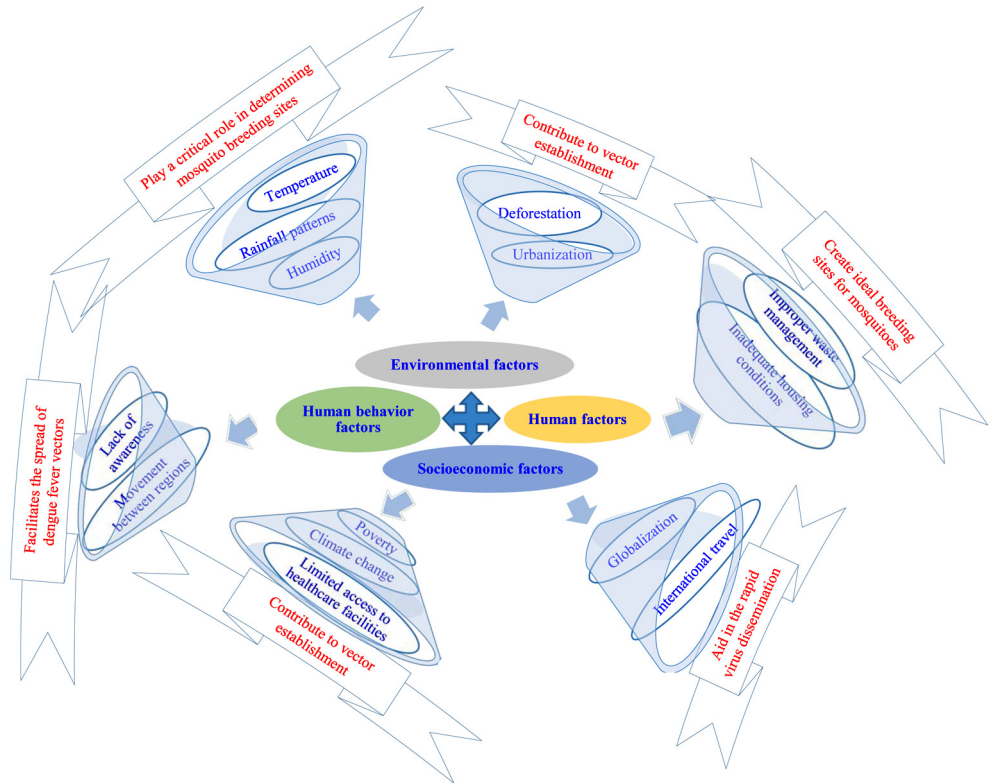 Play a critical role in determining
mosquito breeding sites
Temperature
Rainfall patterns
Humidity
Contribute to vector
establishment
Deforestation
Urbanization
Create ideal breeding
sites for mosquitoes
Improper waste
management
Inadequate housing
conditions
Environmental factors
Human behavior
factors
Human factors
Socioeconomic factors
Facilitates the spread of
dengue fever vectors
Lack of
awareness
Movement
between regions
Poverty
Climate change
Limited access to
healthcare facilities
Contribute to vector
establishment
Globalization
International travel
Aid in the rapid
virus dissemination